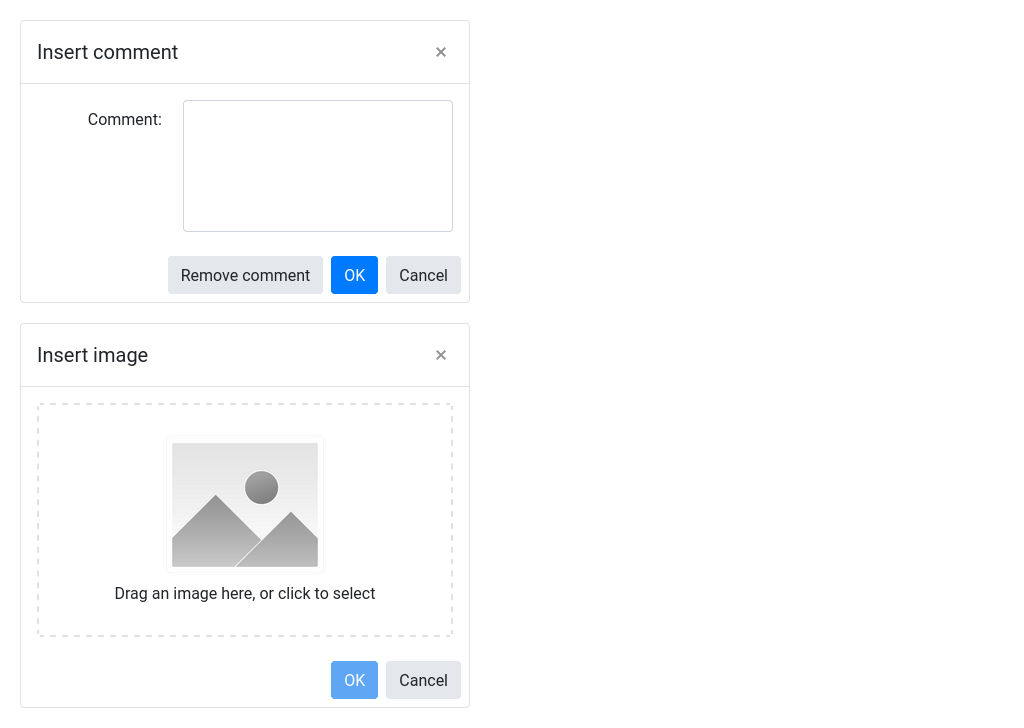 Insert comment
Comment:
Remove comment OK Cancel
Insert image
Drag an image here, or click to select
OK Cancel